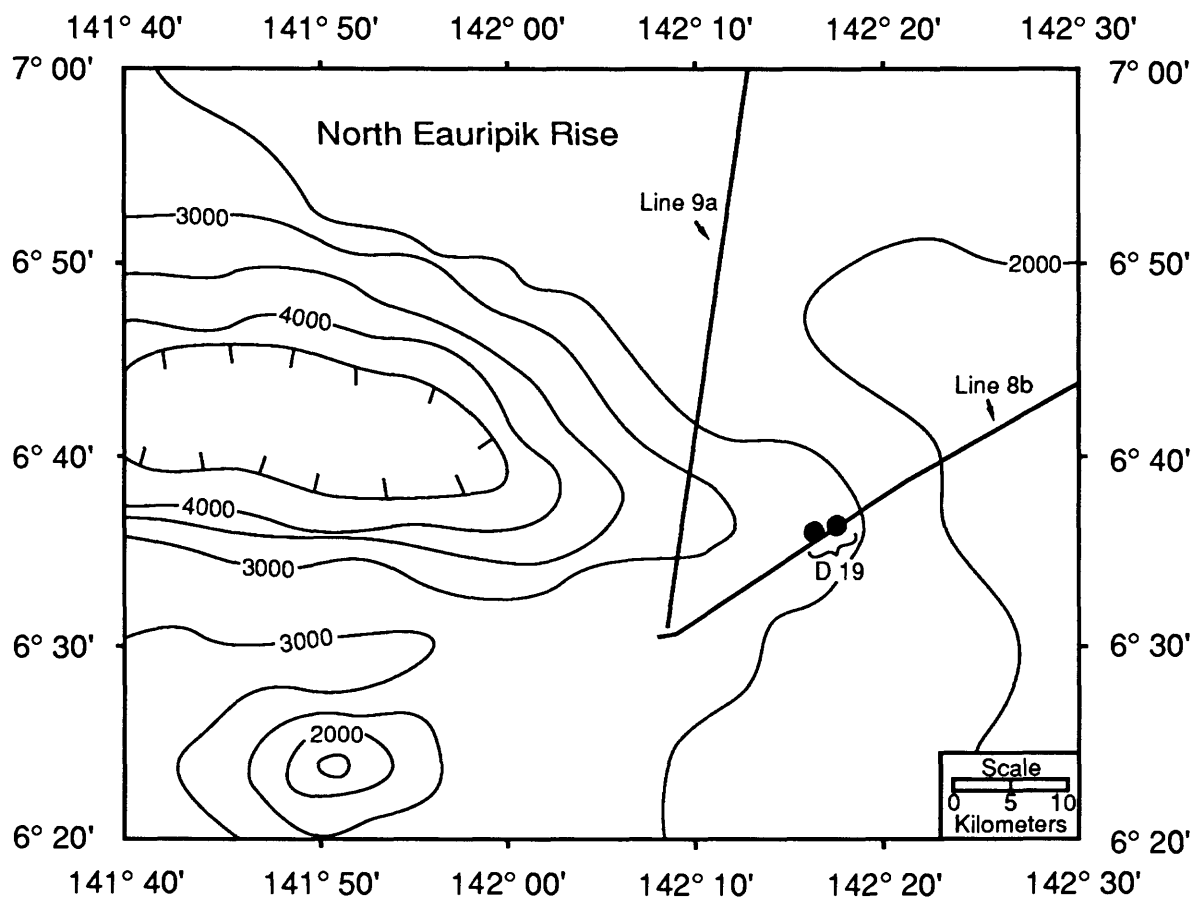 141° 40' 141° 50' 142° 00' 142° 10' 142° 20' 142° 30'
7° 00' 7° 00'
North Eauripik Rise
Line 9a
3000
6° 50' 2000 6° 50'
4000
Line 8b
6° 40' 6° 40'
4000
3000
D 19
3000
6° 30' 6° 30'
2000
Scale
0 5 10
Kilometers
6° 20' 6° 20'
141° 40' 141° 50' 142° 00' 142° 10' 142° 20' 142° 30'